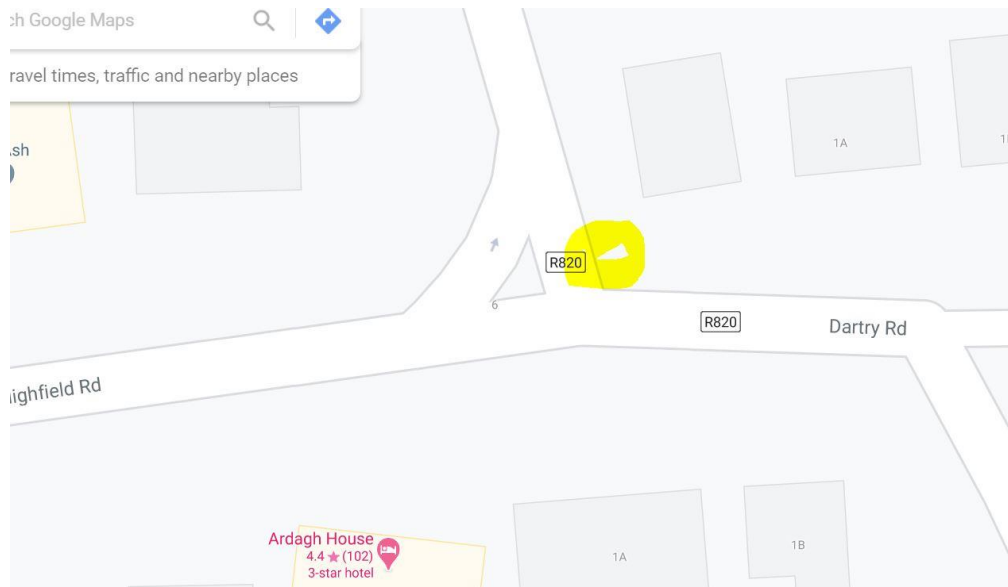 ch Google Maps
ravel times, traffic and nearby places
1A
R820
6
R820
Dartry Rd
ighfield Rd
Ardagh House
4.4 ★ (102)
3-star hotel
1A
1B